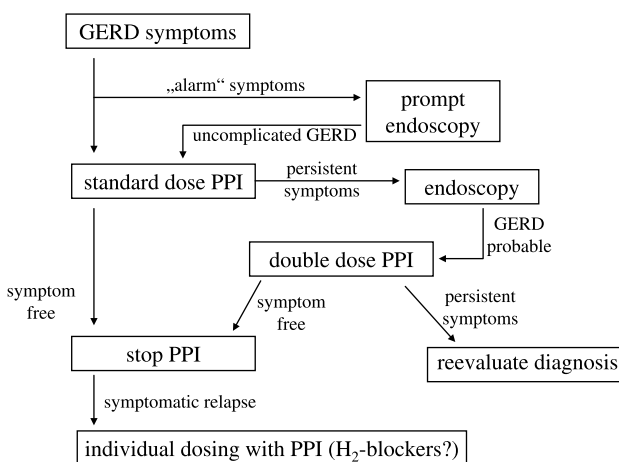 GERD symptoms
„alarm“ symptoms
prompt
endoscopy
uncomplicated GERD
standard dose PPI
persistent
symptoms
endoscopy
GERD
probable
double dose PPI
symptom
free
symptom
free
persistent
symptoms
stop PPI
reevaluate diagnosis
symptomatic relapse
individual dosing with PPI (H₂-blockers?)